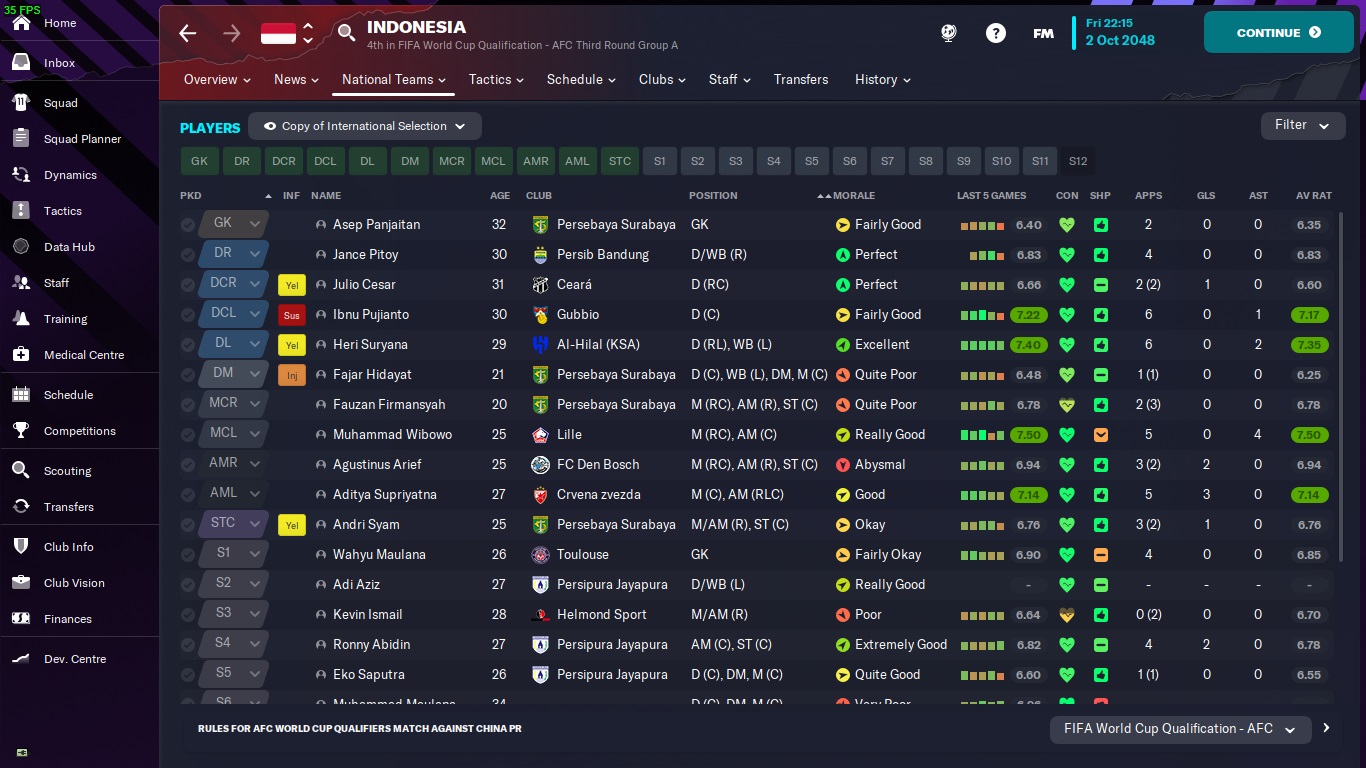 35 FPS
Home
Inbox
Squad
Squad Planner
Dynamics
Tactics
Data Hub
Staff
Training
Medical Centre
Schedule
Competitions
Scouting
Transfers
Club Info
Club Vision
Finances
Dev. Centre
INDONESIA
4th in FIFA World Cup Qualification - AFC Third Round Group A
FM
Fri 22:15
2 Oct 2048
CONTINUE
Overview News National Teams Tactics Schedule Clubs Staff Transfers History
PLAYERS Copy of International Selection Filter
GK DR DCR DCL DL DM MCR MCL AMR AML STC S1 S2 S3 S4 S5 S6 S7 S8 S9 S10 S11 S12
PKD INF NAME AGE CLUB POSITION MORALE LAST 5 GAMES CON SHP APPS GLS AST AV RAT
GK Asep Panjaitan 32 Persebaya Surabaya GK Fairly Good 6.40 2 0 0 6.35
DR Jance Pitoy 30 Persib Bandung D/WB (R) Perfect 6.83 4 0 0 6.83
DCR Yel Julio Cesar 31 Ceará D (RC) Perfect 6.66 2 (2) 1 0 6.60
DCL Sus Ibnu Pujianto 30 Gubbio D (C) Fairly Good 7.22 6 0 1 7.17
DL Yel Heri Suryana 29 Al-Hilal (KSA) D (RL), WB (L) Excellent 7.40 6 0 2 7.35
DM Inj Fajar Hidayat 21 Persebaya Surabaya D (C), WB (L), DM, M (C) Quite Poor 6.48 1 (1) 0 0 6.25
MCR Fauzan Firmansyah 20 Persebaya Surabaya M (RC), AM (R), ST (C) Quite Poor 6.78 2 (3) 0 0 6.78
MCL Muhammad Wibowo 25 Lille M (RC), AM (C) Really Good 7.50 5 0 4 7.50
AMR Agustinus Arief 25 FC Den Bosch M (RC), AM (R), ST (C) Abysmal 6.94 3 (2) 2 0 6.94
AML Aditya Supriyatna 27 Crvena zvezda M (C), AM (RLC) Good 7.14 5 3 0 7.14
STC Yel Andri Syam 25 Persebaya Surabaya M/AM (R), ST (C) Okay 6.76 3 (2) 1 0 6.76
S1 Wahyu Maulana 26 Toulouse GK Fairly Okay 6.90 4 0 0 6.85
S2 Adi Aziz 27 Persipura Jayapura D/WB (L) Really Good - - - - -
S3 Kevin Ismail 28 Helmond Sport M/AM (R) Poor 6.64 0 (2) 0 0 6.70
S4 Ronny Abidin 27 Persipura Jayapura AM (C), ST (C) Extremely Good 6.82 4 2 0 6.78
S5 Eko Saputra 26 Persipura Jayapura D (C), DM, M (C) Quite Good 6.60 1 (1) 0 0 6.55
S6 Muhammad Maulana 34 D (C), DM, M (C) Very Poor
RULES FOR AFC WORLD CUP QUALIFIERS MATCH AGAINST CHINA PR
FIFA World Cup Qualification - AFC